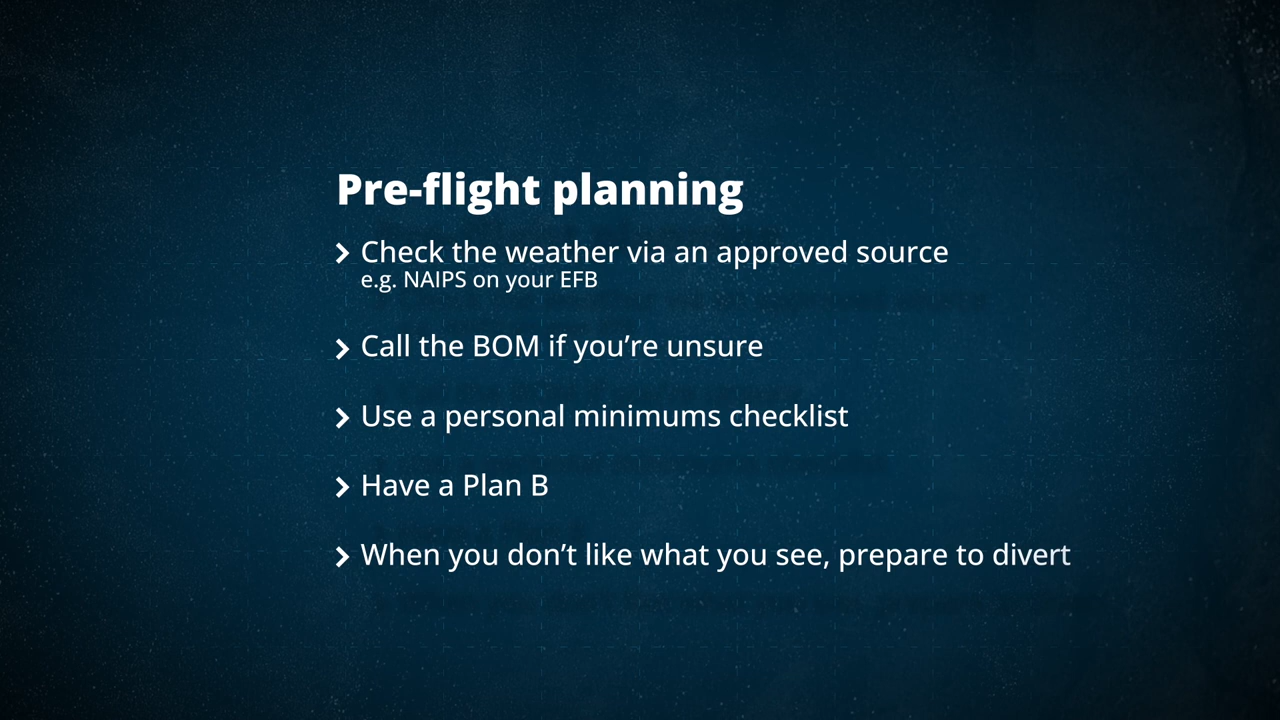 Pre-flight planning
Check the weather via an approved source
e.g. NAIPS on your EFB
Call the BOM if you’re unsure
Use a personal minimums checklist
Have a Plan B
When you don’t like what you see, prepare to divert